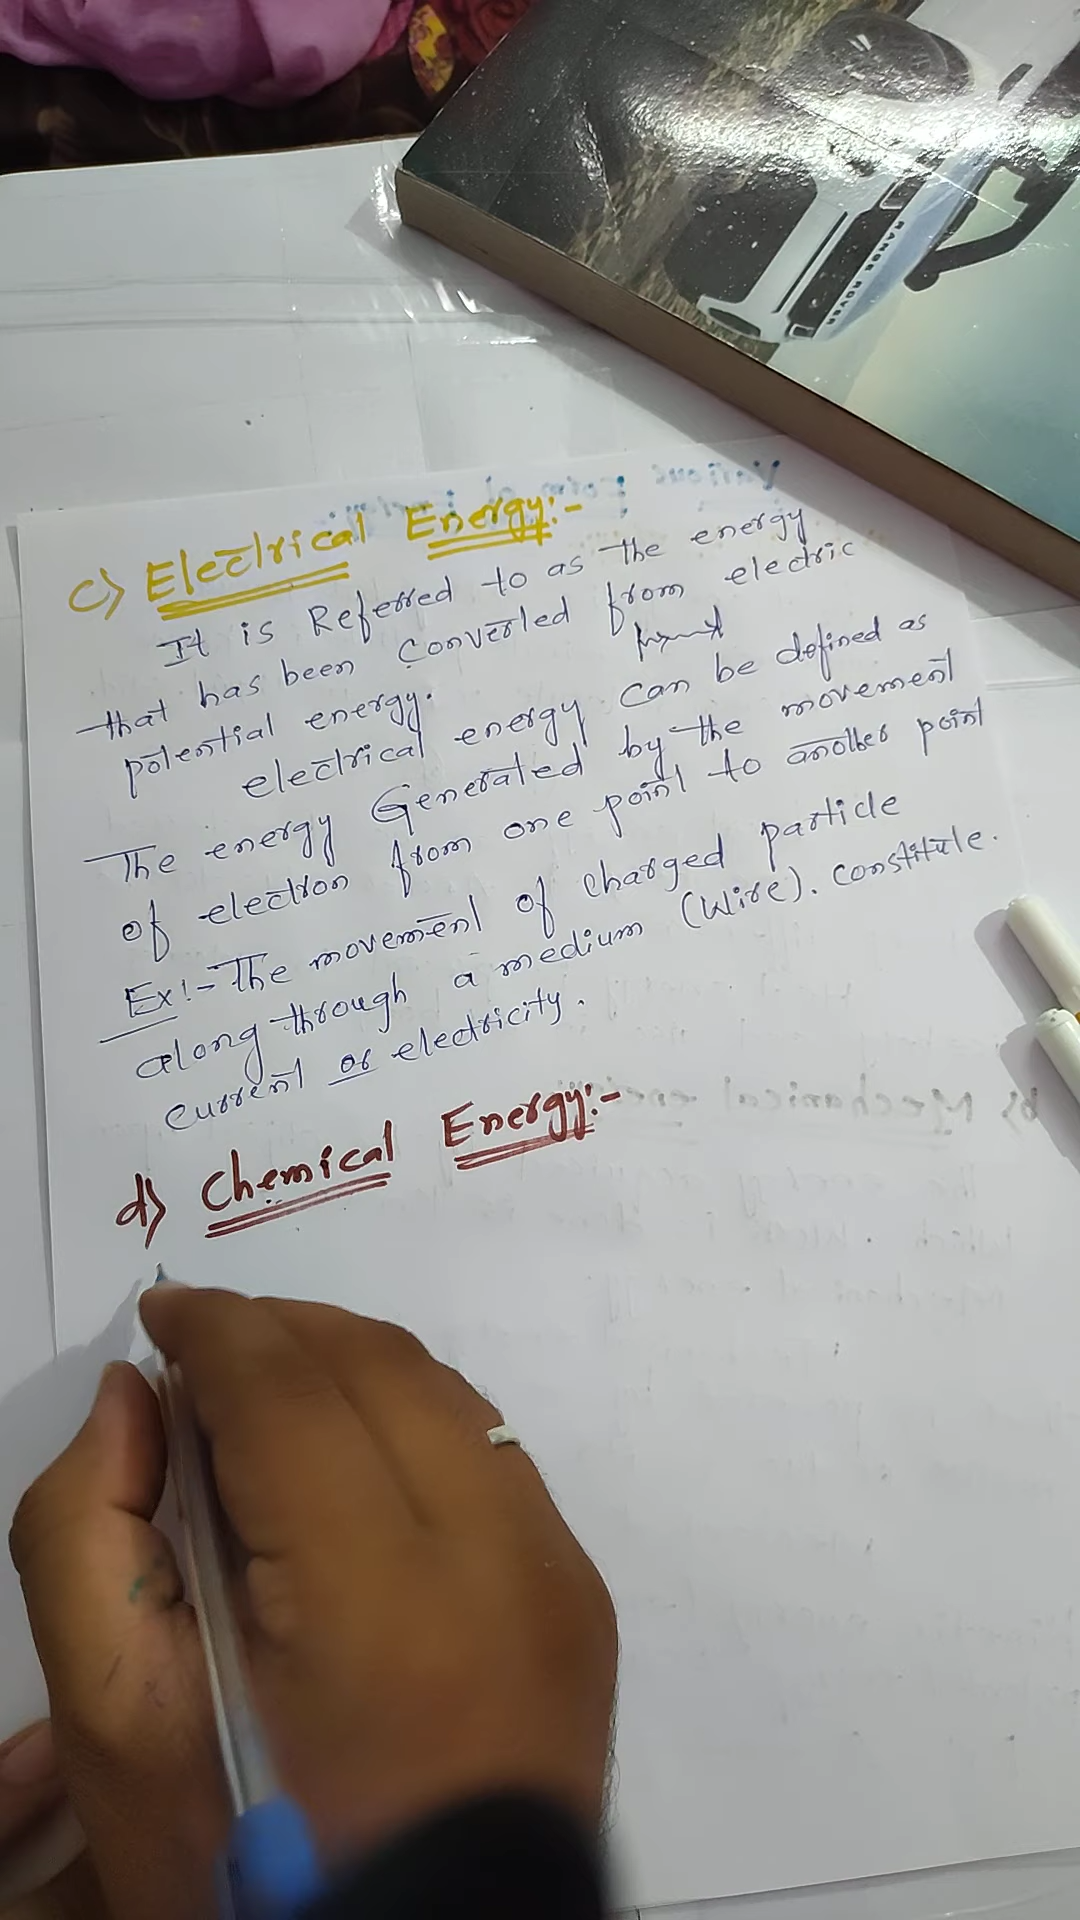 RANGE ROVER
c) Electrical Energy:-
It is Referred to as the energy
that has been converted from electric
potential energy.
electrical energy can be defined as
The energy Generated by the movement
of electron from one point to another point
Ex:- The movement of charged particle
along through a medium (Wire). constitute.
current or electricity.
d) Chemical Energy:-